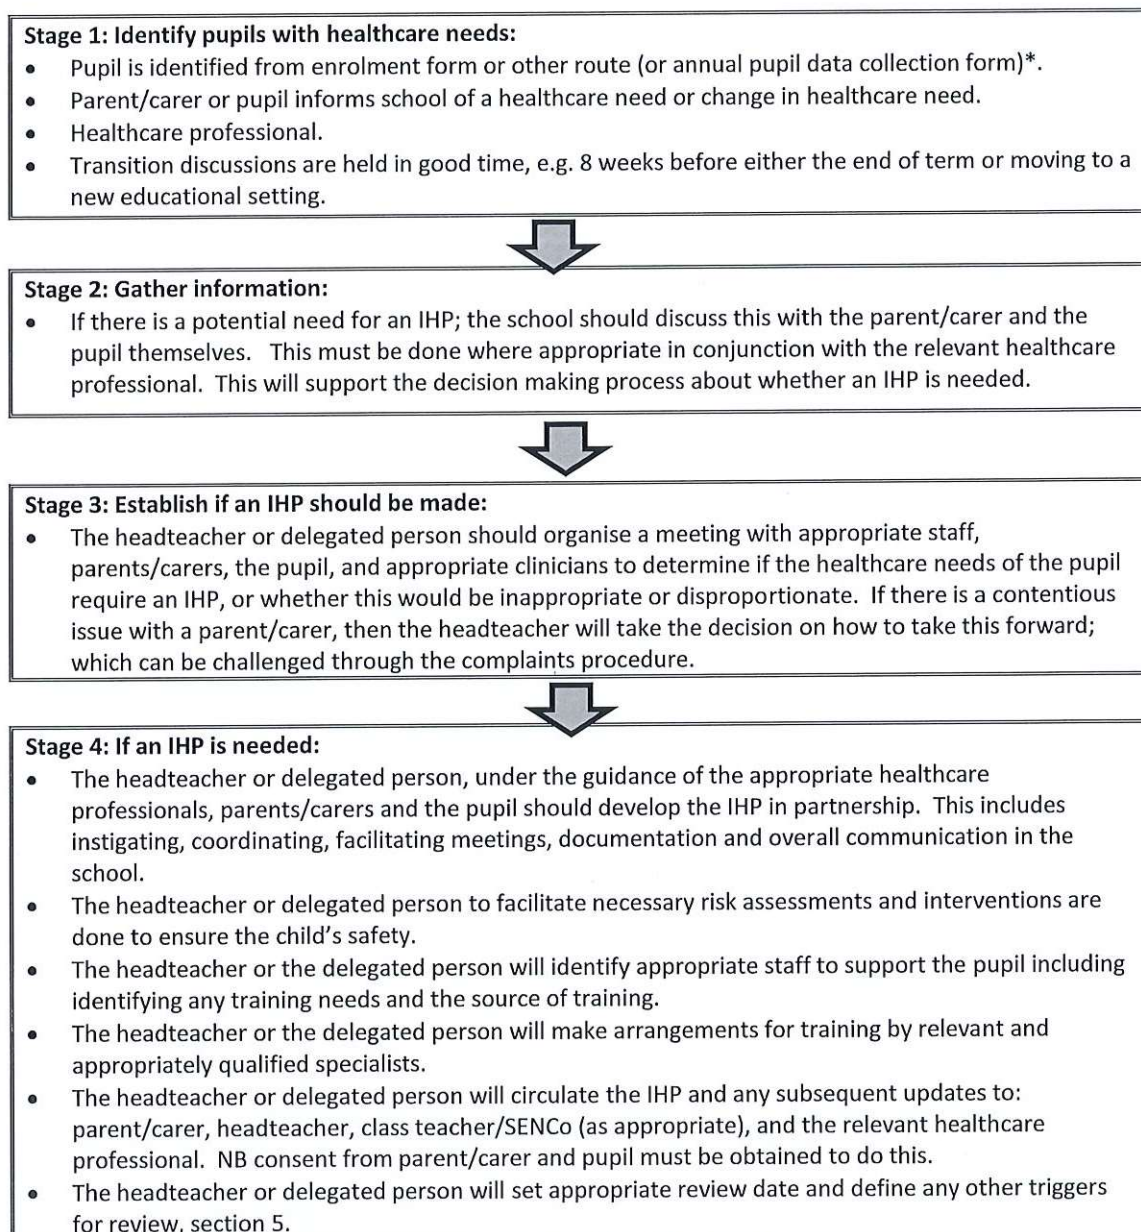 Stage 1: Identify pupils with healthcare needs:
• Pupil is identified from enrolment form or other route (or annual pupil data collection form)*.
• Parent/carer or pupil informs school of a healthcare need or change in healthcare need.
• Healthcare professional.
• Transition discussions are held in good time, e.g. 8 weeks before either the end of term or moving to a
new educational setting.
Stage 2: Gather information:
• If there is a potential need for an IHP; the school should discuss this with the parent/carer and the
pupil themselves. This must be done where appropriate in conjunction with the relevant healthcare
professional. This will support the decision making process about whether an IHP is needed.
Stage 3: Establish if an IHP should be made:
• The headteacher or delegated person should organise a meeting with appropriate staff,
parents/carers, the pupil, and appropriate clinicians to determine if the healthcare needs of the pupil
require an IHP, or whether this would be inappropriate or disproportionate. If there is a contentious
issue with a parent/carer, then the headteacher will take the decision on how to take this forward;
which can be challenged through the complaints procedure.
Stage 4: If an IHP is needed:
• The headteacher or delegated person, under the guidance of the appropriate healthcare
professionals, parents/carers and the pupil should develop the IHP in partnership. This includes
instigating, coordinating, facilitating meetings, documentation and overall communication in the
school.
• The headteacher or delegated person to facilitate necessary risk assessments and interventions are
done to ensure the child's safety.
• The headteacher or the delegated person will identify appropriate staff to support the pupil including
identifying any training needs and the source of training.
• The headteacher or the delegated person will make arrangements for training by relevant and
appropriately qualified specialists.
• The headteacher or delegated person will circulate the IHP and any subsequent updates to:
parent/carer, headteacher, class teacher/SENCo (as appropriate), and the relevant healthcare
professional. NB consent from parent/carer and pupil must be obtained to do this.
• The headteacher or delegated person will set appropriate review date and define any other triggers
for review, section 5.